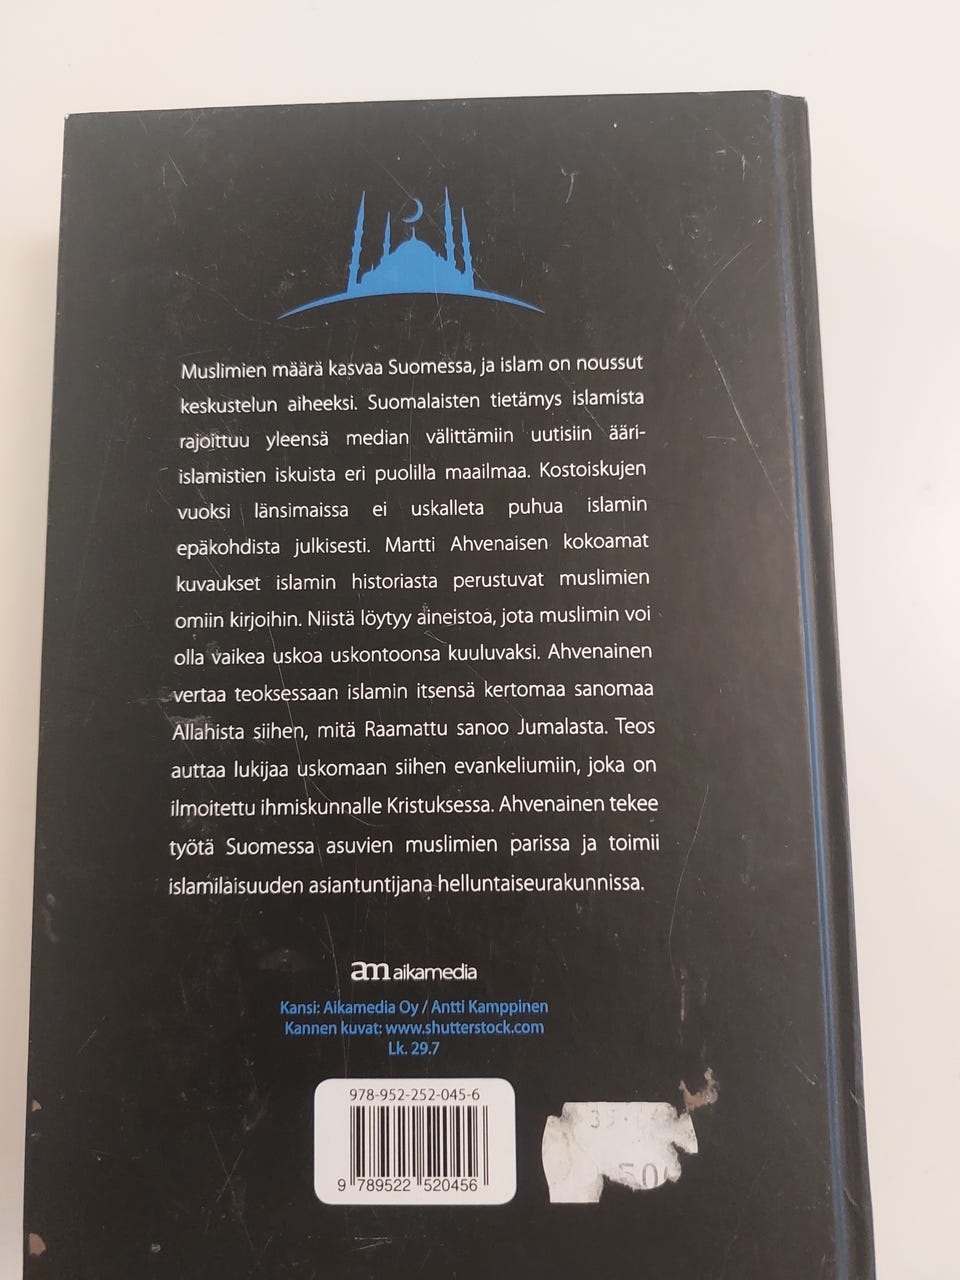 Muslimien määrä kasvaa Suomessa, ja islam on noussut
keskustelun aiheeksi. Suomalaisten tietämys islamista
rajoittuu yleensä median välittämiin uutisiin ääri-
islamistien iskuista eri puolilla maailmaa. Kostoiskujen
vuoksi länsimaissa ei uskalleta puhua islamin
epäkohdista julkisesti. Martti Ahvenaisen kokoamat
kuvaukset islamin historiasta perustuvat muslimien
omiin kirjoihin. Niistä löytyy aineistoa, jota muslimin voi
olla vaikea uskoa uskontoonsa kuuluvaksi. Ahvenainen
vertaa teoksessaan islamin itsensä kertomaa sanomaa
Allahista siihen, mitä Raamattu sanoo Jumalasta. Teos
auttaa lukijaa uskomaan siihen evankeliumiin, joka on
ilmoitettu ihmiskunnalle Kristuksessa. Ahvenainen tekee
työtä Suomessa asuvien muslimien parissa ja toimii
islamilaisuuden asiantuntijana helluntaiseurakunnissa.
am aikamedia
Kansi: Aikamedia Oy / Antti Kamppinen
Kannen kuvat: www.shutterstock.com
Lk. 29.7
978-952-252-045-6
9 789522 520456